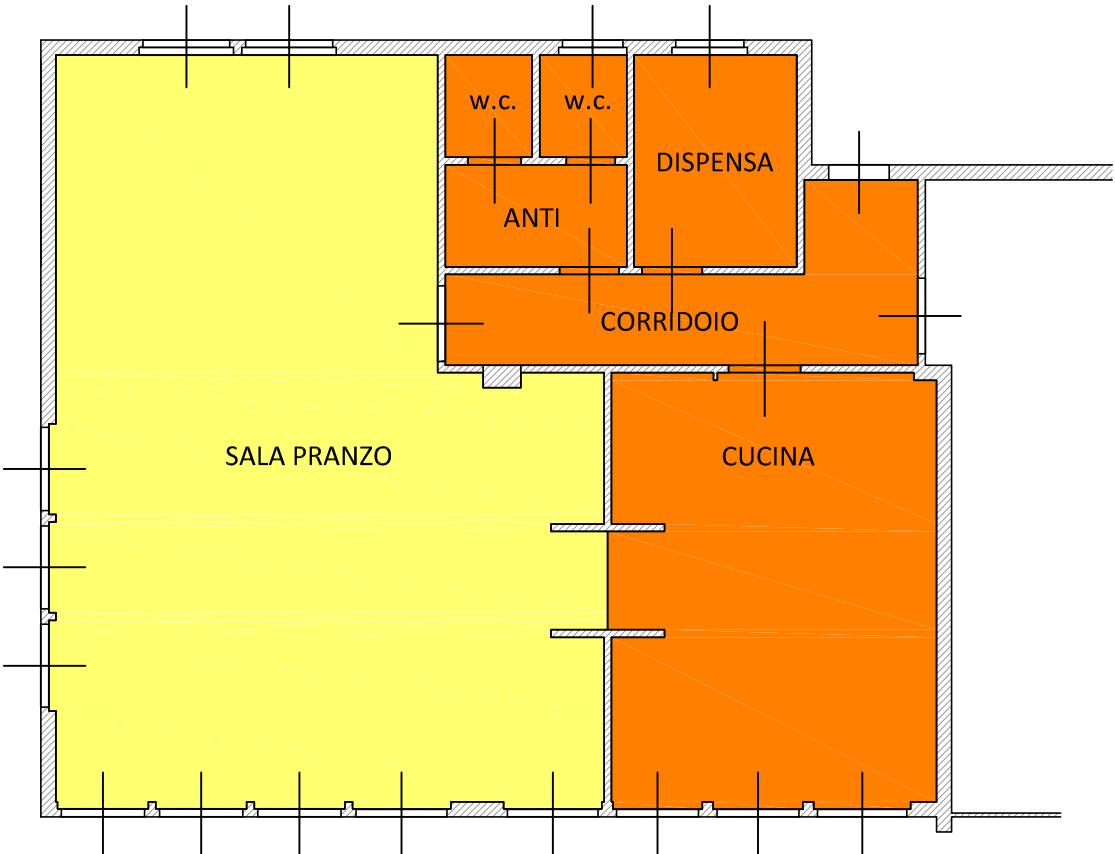 w.c.
w.c.
DISPENSA
ANTI
CORRIDOIO
SALA PRANZO
CUCINA